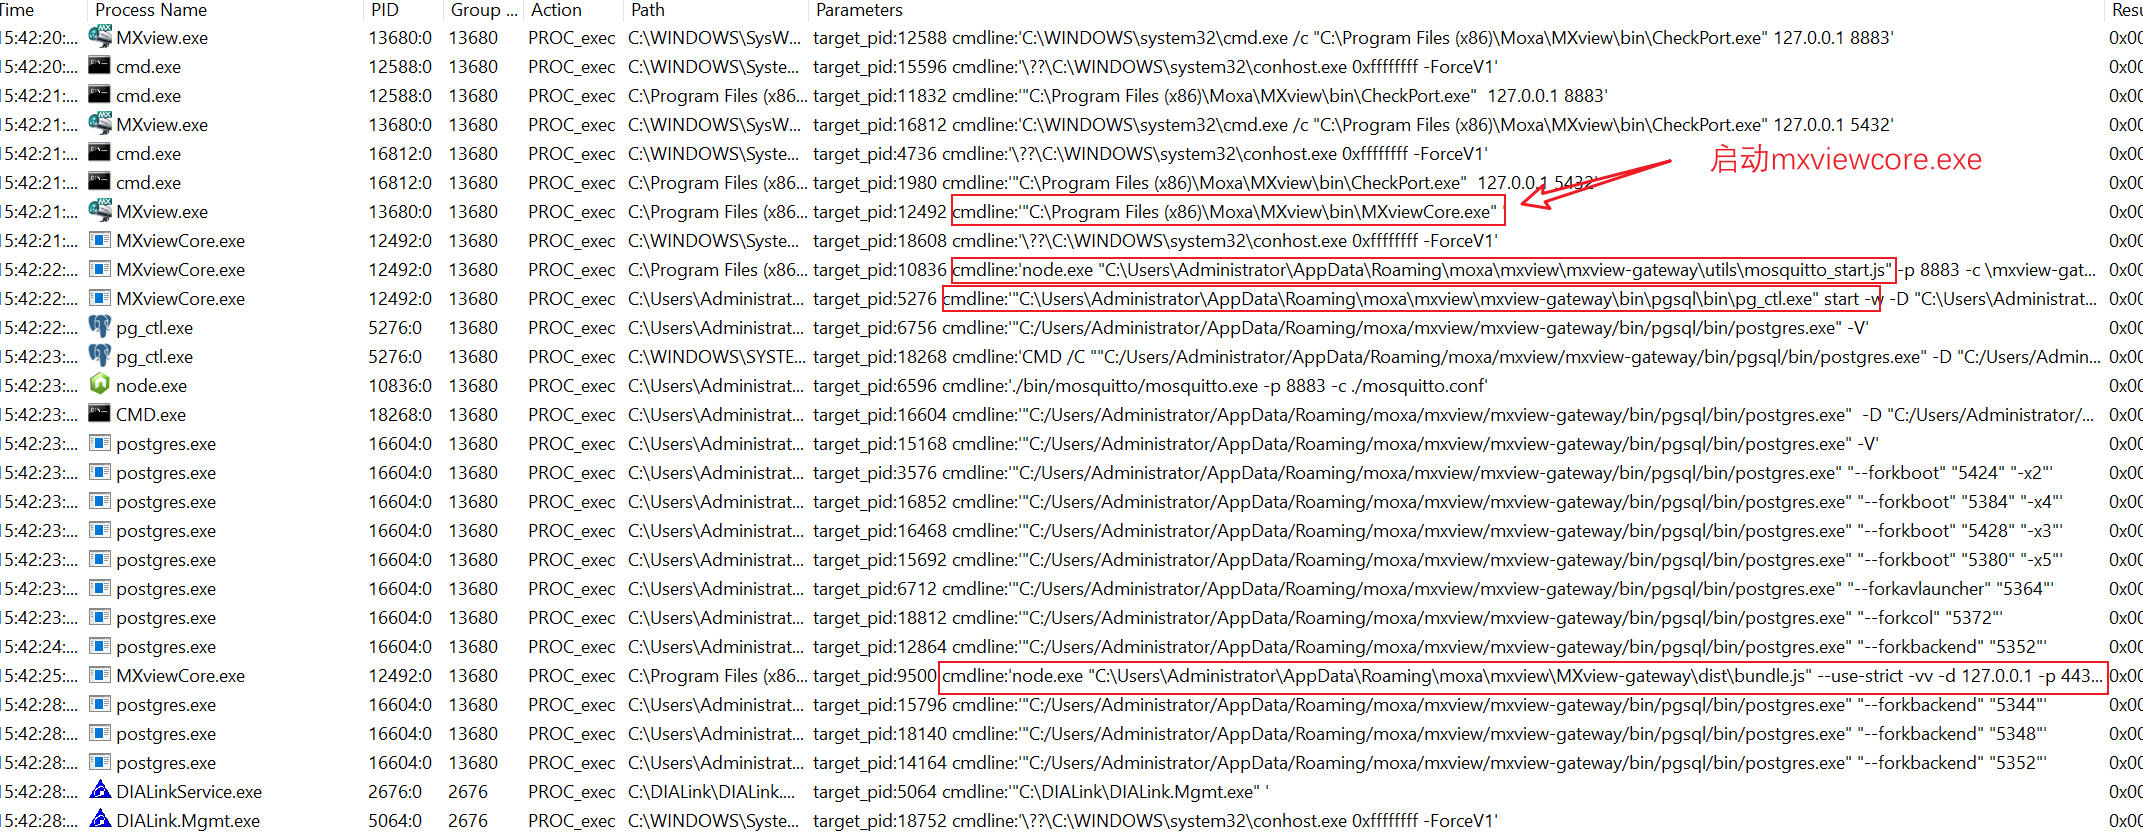 Time Process Name PID Group ... Action Path Parameters Resu
15:42:20:... MXview.exe 13680:0 13680 PROC_exec C:\WINDOWS\SysW... target_pid:12588 cmdline:'C:\WINDOWS\system32\cmd.exe /c "C:\Program Files (x86)\Moxa\MXview\bin\CheckPort.exe" 127.0.0.1 8883' 0x00
15:42:20:... cmd.exe 12588:0 13680 PROC_exec C:\WINDOWS\Syste... target_pid:15596 cmdline:'\??\C:\WINDOWS\system32\conhost.exe 0xffffffff -ForceV1' 0x00
15:42:21:... cmd.exe 12588:0 13680 PROC_exec C:\Program Files (x86... target_pid:11832 cmdline:'"C:\Program Files (x86)\Moxa\MXview\bin\CheckPort.exe"  127.0.0.1 8883' 0x00
15:42:21:... MXview.exe 13680:0 13680 PROC_exec C:\WINDOWS\SysW... target_pid:16812 cmdline:'C:\WINDOWS\system32\cmd.exe /c "C:\Program Files (x86)\Moxa\MXview\bin\CheckPort.exe" 127.0.0.1 5432' 0x00
15:42:21:... cmd.exe 16812:0 13680 PROC_exec C:\WINDOWS\Syste... target_pid:4736 cmdline:'\??\C:\WINDOWS\system32\conhost.exe 0xffffffff -ForceV1' 0x00
启动mxviewcore.exe
15:42:21:... cmd.exe 16812:0 13680 PROC_exec C:\Program Files (x86... target_pid:1980 cmdline:'"C:\Program Files (x86)\Moxa\MXview\bin\CheckPort.exe"  127.0.0.1 5432' 0x00
15:42:21:... MXview.exe 13680:0 13680 PROC_exec C:\Program Files (x86... target_pid:12492 cmdline:'"C:\Program Files (x86)\Moxa\MXview\bin\MXviewCore.exe" ' 0x00
15:42:21:... MXviewCore.exe 12492:0 13680 PROC_exec C:\WINDOWS\Syste... target_pid:18608 cmdline:'\??\C:\WINDOWS\system32\conhost.exe 0xffffffff -ForceV1' 0x00
15:42:22:... MXviewCore.exe 12492:0 13680 PROC_exec C:\Program Files (x86... target_pid:10836 cmdline:'node.exe "C:\Users\Administrator\AppData\Roaming\moxa\mxview\mxview-gateway\utils\mosquitto_start.js" -p 8883 -c \mxview-gat... 0x00
15:42:22:... MXviewCore.exe 12492:0 13680 PROC_exec C:\Users\Administrat... target_pid:5276 cmdline:'"C:\Users\Administrator\AppData\Roaming\moxa\mxview\mxview-gateway\bin\pgsql\bin\pg_ctl.exe" start -w -D "C:\Users\Administrat... 0x00
15:42:22:... pg_ctl.exe 5276:0 13680 PROC_exec C:\Users\Administrat... target_pid:6756 cmdline:'"C:/Users/Administrator/AppData/Roaming/moxa/mxview/mxview-gateway/bin/pgsql/bin/postgres.exe" -V' 0x00
15:42:23:... pg_ctl.exe 5276:0 13680 PROC_exec C:\WINDOWS\SYSTE... target_pid:18268 cmdline:'CMD /C ""C:/Users/Administrator/AppData/Roaming/moxa/mxview/mxview-gateway/bin/pgsql/bin/postgres.exe" -D "C:/Users/Admin... 0x00
15:42:23:... node.exe 10836:0 13680 PROC_exec C:\Users\Administrat... target_pid:6596 cmdline:'./bin/mosquitto/mosquitto.exe -p 8883 -c ./mosquitto.conf' 0x00
15:42:23:... CMD.exe 18268:0 13680 PROC_exec C:\Users\Administrat... target_pid:16604 cmdline:'"C:/Users/Administrator/AppData/Roaming/moxa/mxview/mxview-gateway/bin/pgsql/bin/postgres.exe"  -D "C:/Users/Administrator/... 0x00
15:42:23:... postgres.exe 16604:0 13680 PROC_exec C:\Users\Administrat... target_pid:15168 cmdline:'"C:/Users/Administrator/AppData/Roaming/moxa/mxview/mxview-gateway/bin/pgsql/bin/postgres.exe" -V' 0x00
15:42:23:... postgres.exe 16604:0 13680 PROC_exec C:\Users\Administrat... target_pid:3576 cmdline:'"C:/Users/Administrator/AppData/Roaming/moxa/mxview/mxview-gateway/bin/pgsql/bin/postgres.exe" "--forkboot" "5424" "-x2"' 0x00
15:42:23:... postgres.exe 16604:0 13680 PROC_exec C:\Users\Administrat... target_pid:16852 cmdline:'"C:/Users/Administrator/AppData/Roaming/moxa/mxview/mxview-gateway/bin/pgsql/bin/postgres.exe" "--forkboot" "5384" "-x4"' 0x00
15:42:23:... postgres.exe 16604:0 13680 PROC_exec C:\Users\Administrat... target_pid:16468 cmdline:'"C:/Users/Administrator/AppData/Roaming/moxa/mxview/mxview-gateway/bin/pgsql/bin/postgres.exe" "--forkboot" "5428" "-x3"' 0x00
15:42:23:... postgres.exe 16604:0 13680 PROC_exec C:\Users\Administrat... target_pid:15692 cmdline:'"C:/Users/Administrator/AppData/Roaming/moxa/mxview/mxview-gateway/bin/pgsql/bin/postgres.exe" "--forkboot" "5380" "-x5"' 0x00
15:42:23:... postgres.exe 16604:0 13680 PROC_exec C:\Users\Administrat... target_pid:6712 cmdline:'"C:/Users/Administrator/AppData/Roaming/moxa/mxview/mxview-gateway/bin/pgsql/bin/postgres.exe" "--forkavlauncher" "5364"' 0x00
15:42:23:... postgres.exe 16604:0 13680 PROC_exec C:\Users\Administrat... target_pid:18812 cmdline:'"C:/Users/Administrator/AppData/Roaming/moxa/mxview/mxview-gateway/bin/pgsql/bin/postgres.exe" "--forkcol" "5372"' 0x00
15:42:24:... postgres.exe 16604:0 13680 PROC_exec C:\Users\Administrat... target_pid:12864 cmdline:'"C:/Users/Administrator/AppData/Roaming/moxa/mxview/mxview-gateway/bin/pgsql/bin/postgres.exe" "--forkbackend" "5352"' 0x00
15:42:25:... MXviewCore.exe 12492:0 13680 PROC_exec C:\Program Files (x86... target_pid:9500 cmdline:'node.exe "C:\Users\Administrator\AppData\Roaming\moxa\mxview\MXview-gateway\dist\bundle.js" --use-strict -vv -d 127.0.0.1 -p 443... 0x00
15:42:28:... postgres.exe 16604:0 13680 PROC_exec C:\Users\Administrat... target_pid:15796 cmdline:'"C:/Users/Administrator/AppData/Roaming/moxa/mxview/mxview-gateway/bin/pgsql/bin/postgres.exe" "--forkbackend" "5344"' 0x00
15:42:28:... postgres.exe 16604:0 13680 PROC_exec C:\Users\Administrat... target_pid:18140 cmdline:'"C:/Users/Administrator/AppData/Roaming/moxa/mxview/mxview-gateway/bin/pgsql/bin/postgres.exe" "--forkbackend" "5348"' 0x00
15:42:28:... postgres.exe 16604:0 13680 PROC_exec C:\Users\Administrat... target_pid:14164 cmdline:'"C:/Users/Administrator/AppData/Roaming/moxa/mxview/mxview-gateway/bin/pgsql/bin/postgres.exe" "--forkbackend" "5352"' 0x00
15:42:28:... DIALinkService.exe 2676:0 2676 PROC_exec C:\DIALink\DIALink.... target_pid:5064 cmdline:'"C:\DIALink\DIALink.Mgmt.exe" ' 0x00
15:42:28:... DIALink.Mgmt.exe 5064:0 2676 PROC_exec C:\WINDOWS\Syste... target_pid:18752 cmdline:'\??\C:\WINDOWS\system32\conhost.exe 0xffffffff -ForceV1' 0x00